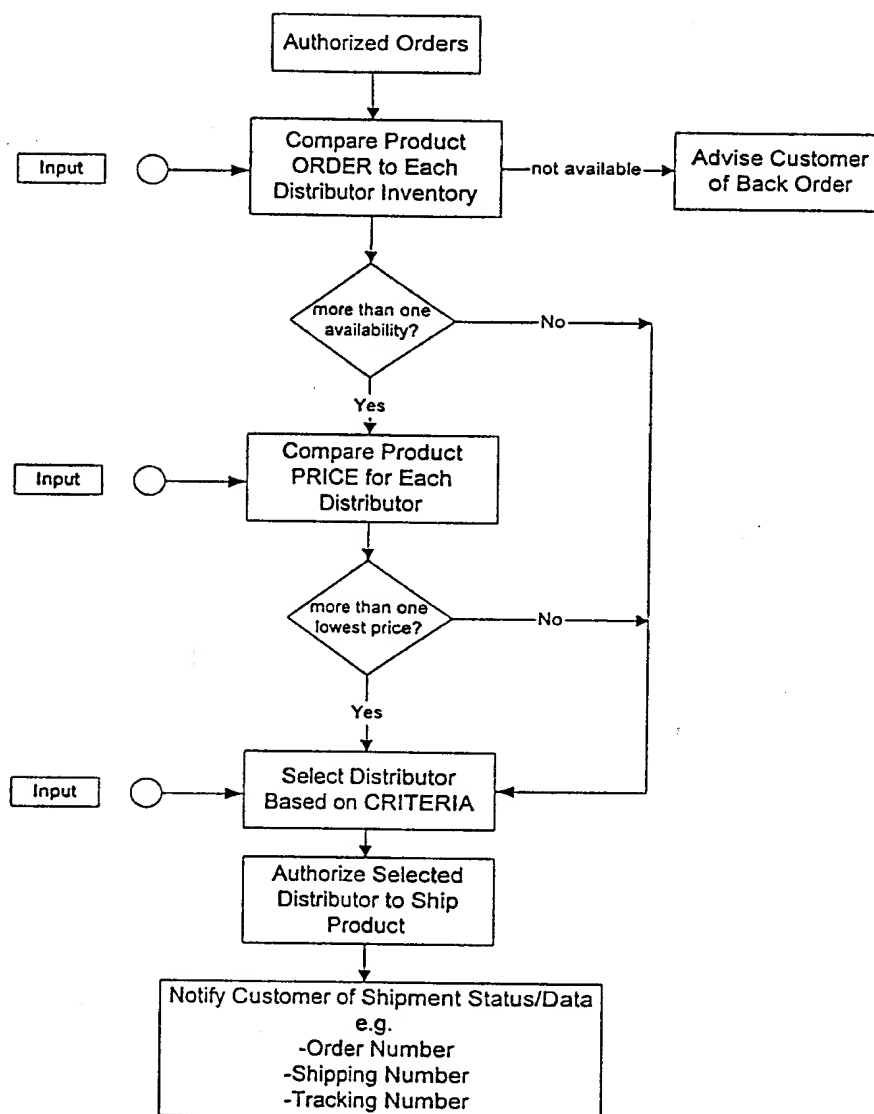 Authorized Orders
Input
Compare Product
ORDER to Each
Distributor Inventory
not available
Advise Customer
of Back Order
more than one
availability?
No
Yes
Input
Compare Product
PRICE for Each
Distributor
more than one
lowest price?
No
Yes
Input
Select Distributor
Based on CRITERIA
Authorize Selected
Distributor to Ship
Product
Notify Customer of Shipment Status/Data
e.g.
-Order Number
-Shipping Number
-Tracking Number